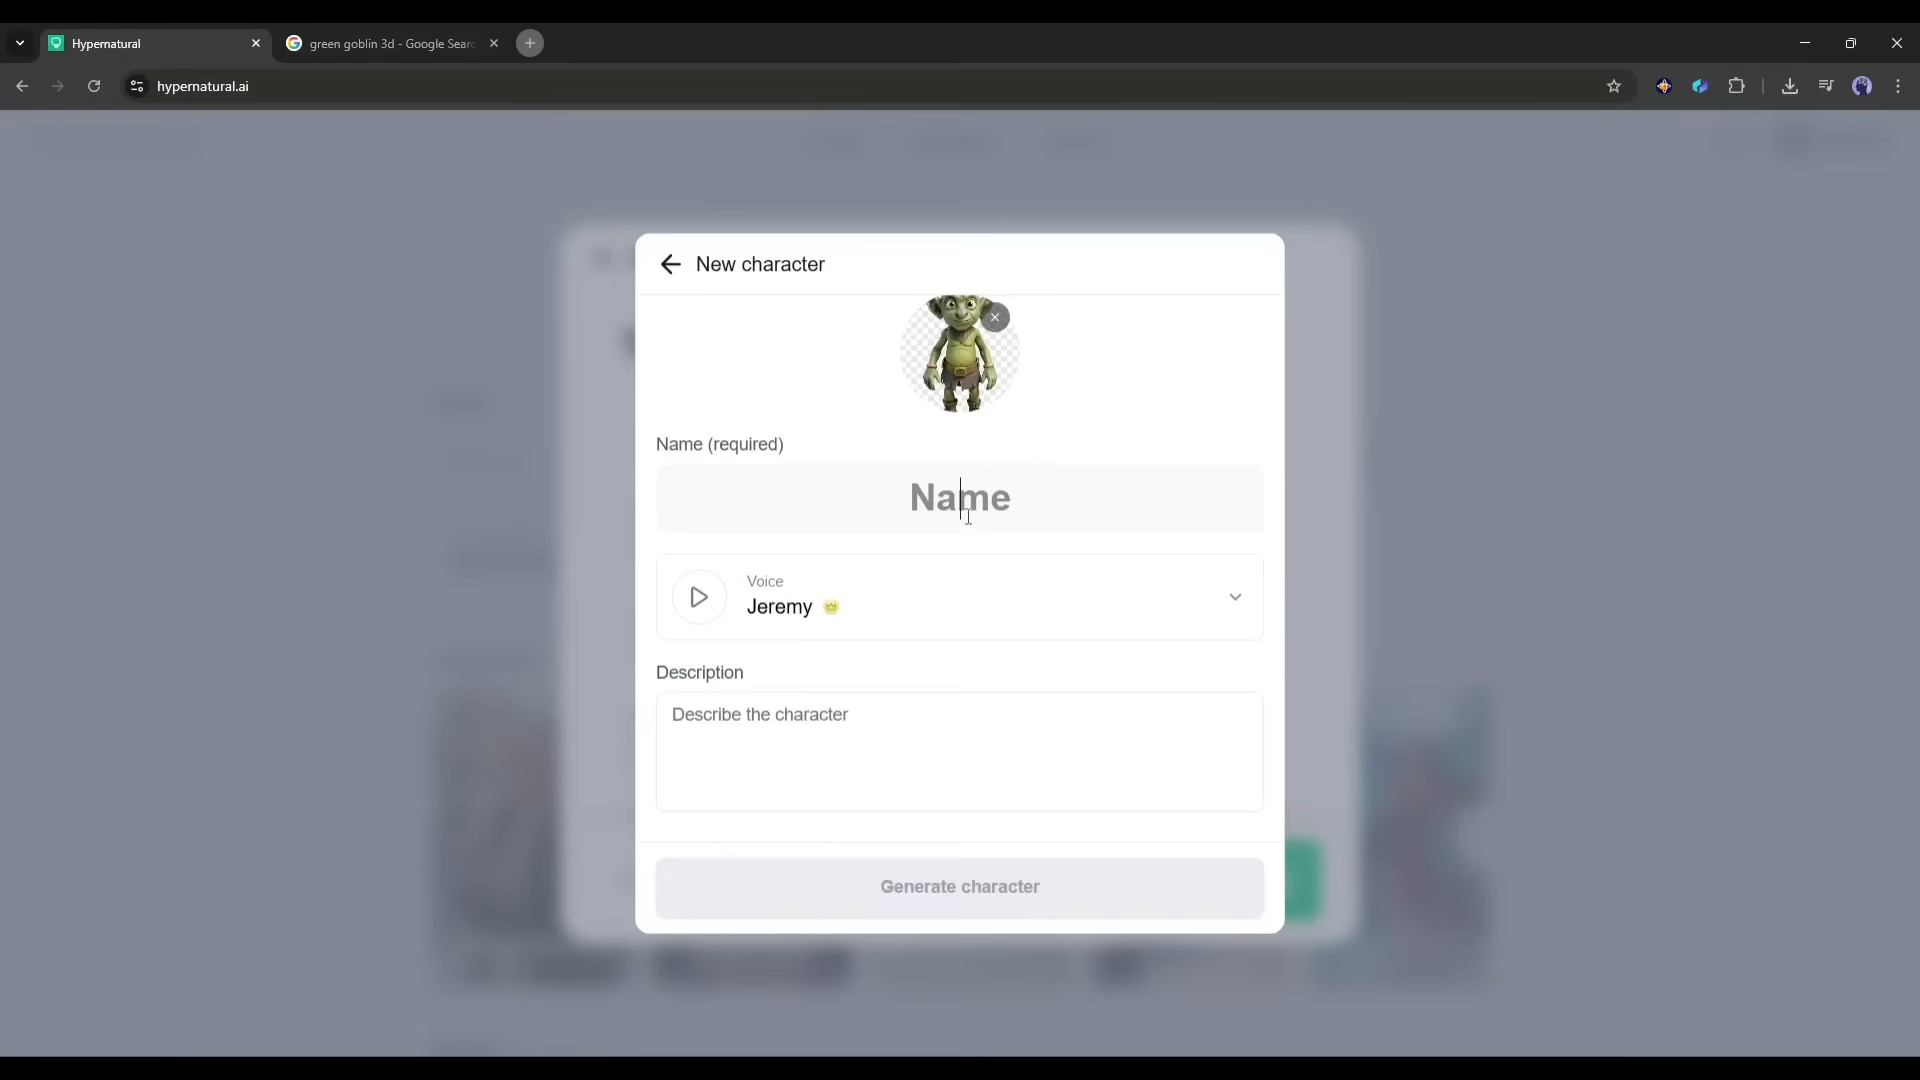 Hypernatural
green goblin 3d - Google Sear
hypernatural.ai
New character
Name (required)
Name
Voice
Jeremy
Description
Describe the character
Generate character